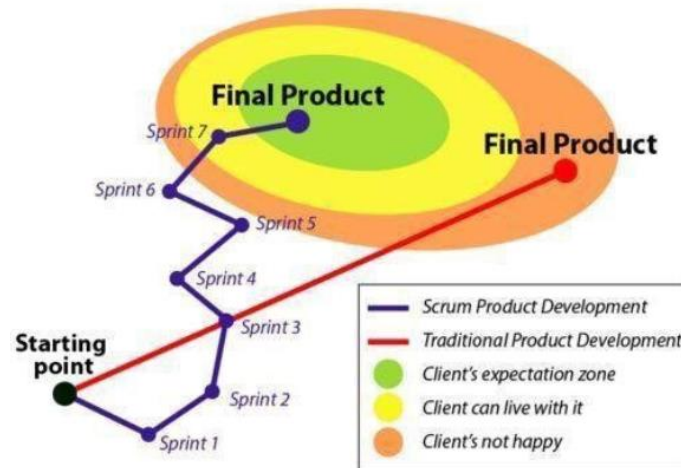 Final Product
Sprint 7
Final Product
Sprint 6
Sprint 5
Sprint 4
Sprint 3
Starting
point
Sprint 2
Sprint 1
Scrum Product Development
Traditional Product Development
Client's expectation zone
Client can live with it
Client's not happy